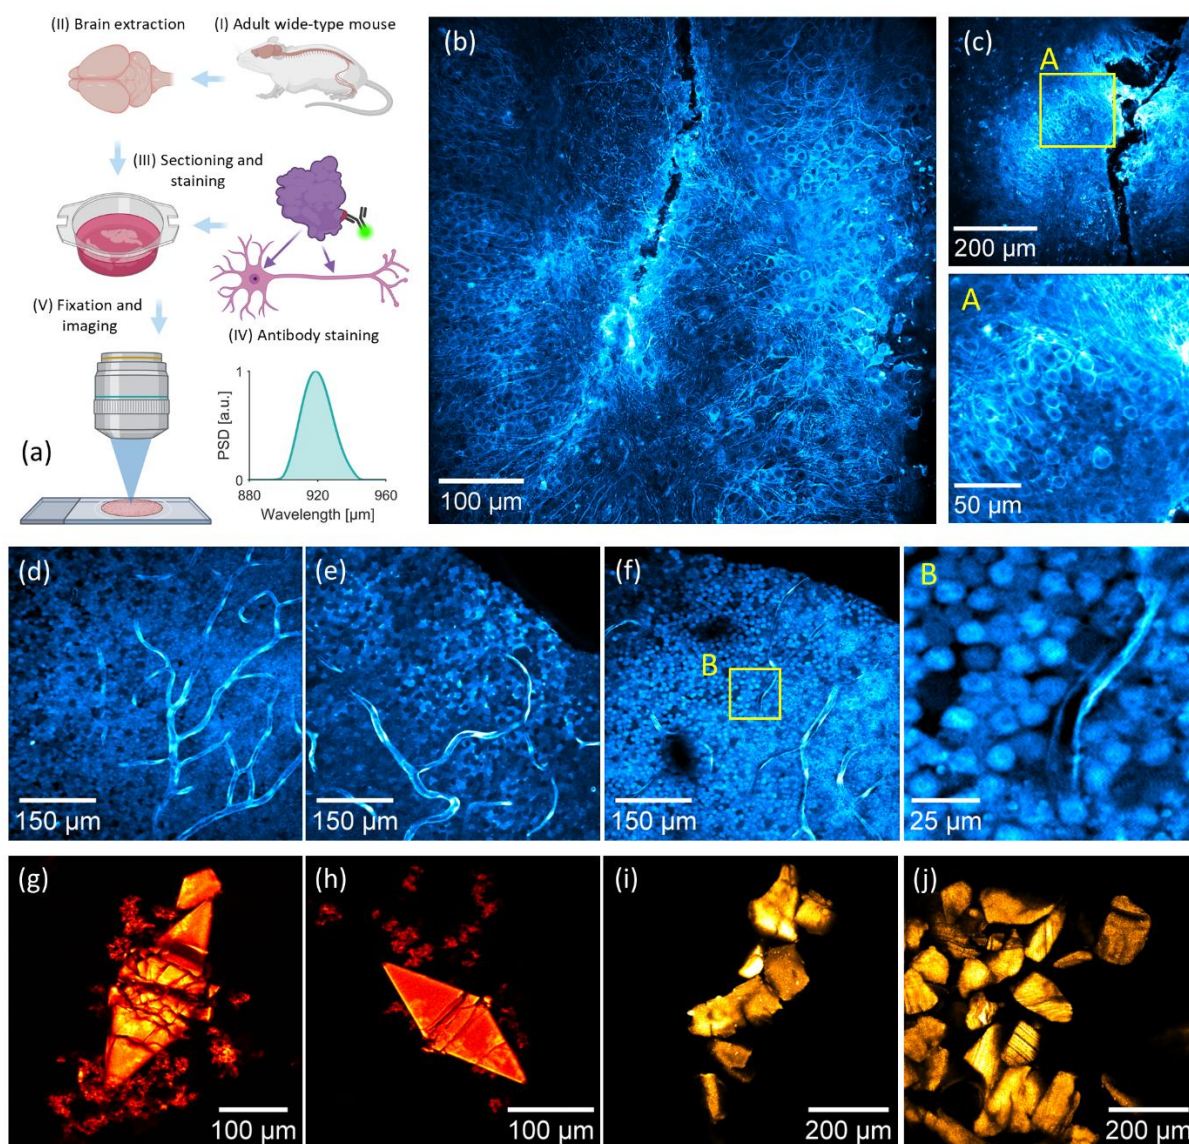 (II) Brain extraction
(I) Adult wide-type mouse
(III) Sectioning and
staining
(V) Fixation and
imaging
(IV) Antibody staining
(a)
PSD [a.u.]
1
0
880
920
960
Wavelength [µm]
(b)
100 µm
(c)
A
200 µm
A
50 µm
(d)
150 µm
(e)
150 µm
(f)
B
150 µm
B
25 µm
(g)
100 µm
(h)
100 µm
(i)
200 µm
(j)
200 µm